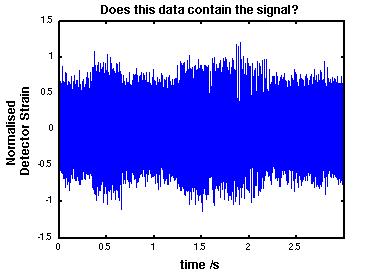 Does this data contain the signal?
1.5
1
0.5
0
-0.5
-1
-1.5
Normalised
Detector Strain
0 0.5 1 1.5 2 2.5
time /s